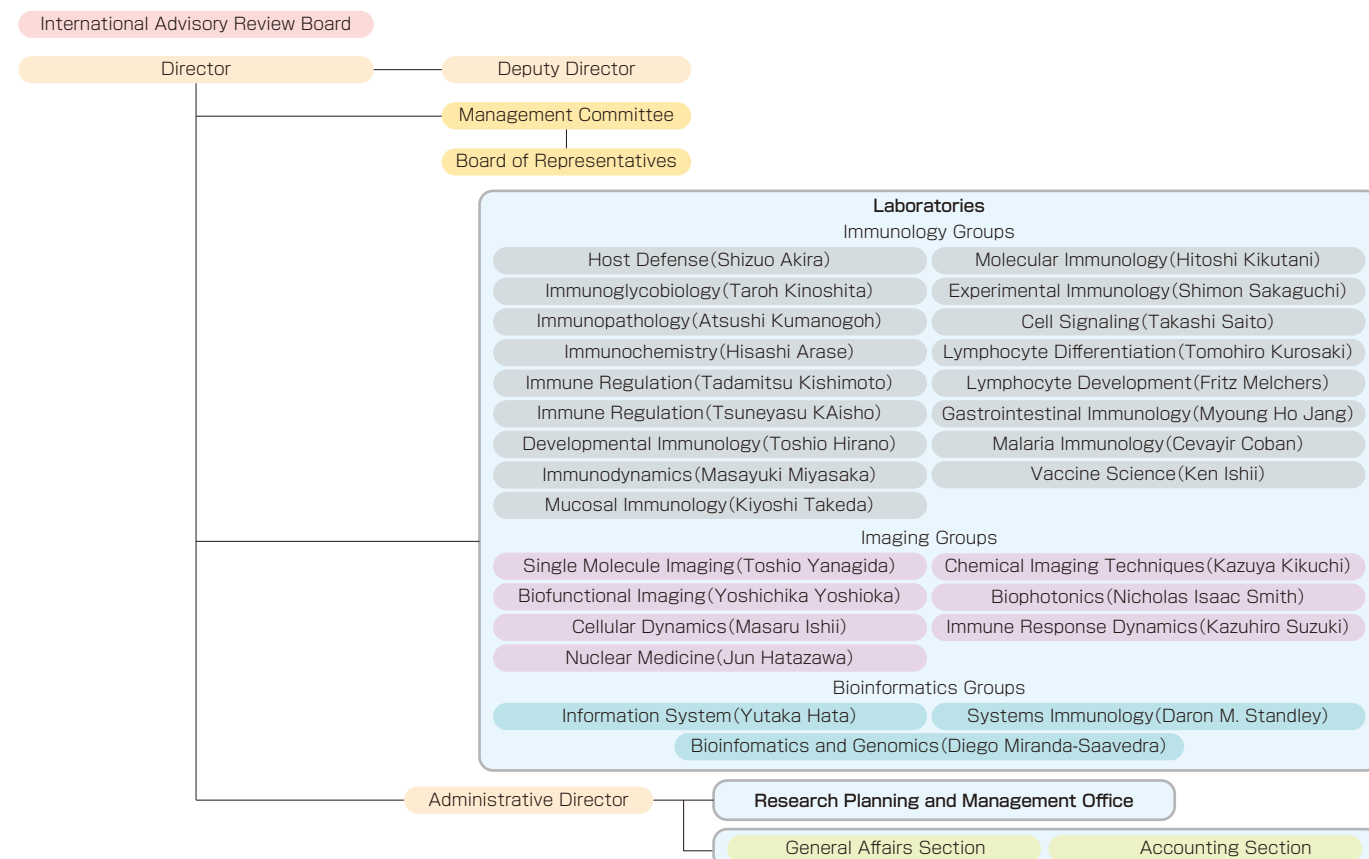 International Advisory Review Board
Director
Deputy Director
Management Committee
Board of Representatives
Laboratories
Immunology Groups
Host Defense(Shizuo Akira)
Molecular Immunology(Hitoshi Kikutani)
Immunoglycobiology(Taroh Kinoshita)
Experimental Immunology(Shimon Sakaguchi)
Immunopathology(Atsushi Kumanogoh)
Cell Signaling(Takashi Saito)
Immunochemistry(Hisashi Arase)
Lymphocyte Differentiation(Tomohiro Kurosaki)
Immune Regulation(Tadamitsu Kishimoto)
Lymphocyte Development(Fritz Melchers)
Immune Regulation(Tsuneyasu KAisho)
Gastrointestinal Immunology(Myoung Ho Jang)
Developmental Immunology(Toshio Hirano)
Malaria Immunology(Cevayir Coban)
Immunodynamics(Masayuki Miyasaka)
Vaccine Science(Ken Ishii)
Mucosal Immunology(Kiyoshi Takeda)
Imaging Groups
Single Molecule Imaging(Toshio Yanagida)
Chemical Imaging Techniques(Kazuya Kikuchi)
Biofunctional Imaging(Yoshichika Yoshioka)
Biophotonics(Nicholas Isaac Smith)
Cellular Dynamics(Masaru Ishii)
Immune Response Dynamics(Kazuhiro Suzuki)
Nuclear Medicine(Jun Hatazawa)
Bioinformatics Groups
Information System(Yutaka Hata)
Systems Immunology(Daron M. Standley)
Bioinfomatics and Genomics(Diego Miranda-Saavedra)
Administrative Director
Research Planning and Management Office
General Affairs Section
Accounting Section